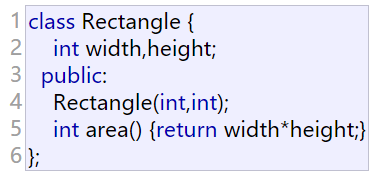 1 class Rectangle {
2     int width,height;
3   public:
4     Rectangle(int,int);
5     int area() {return width*height;}
6 };